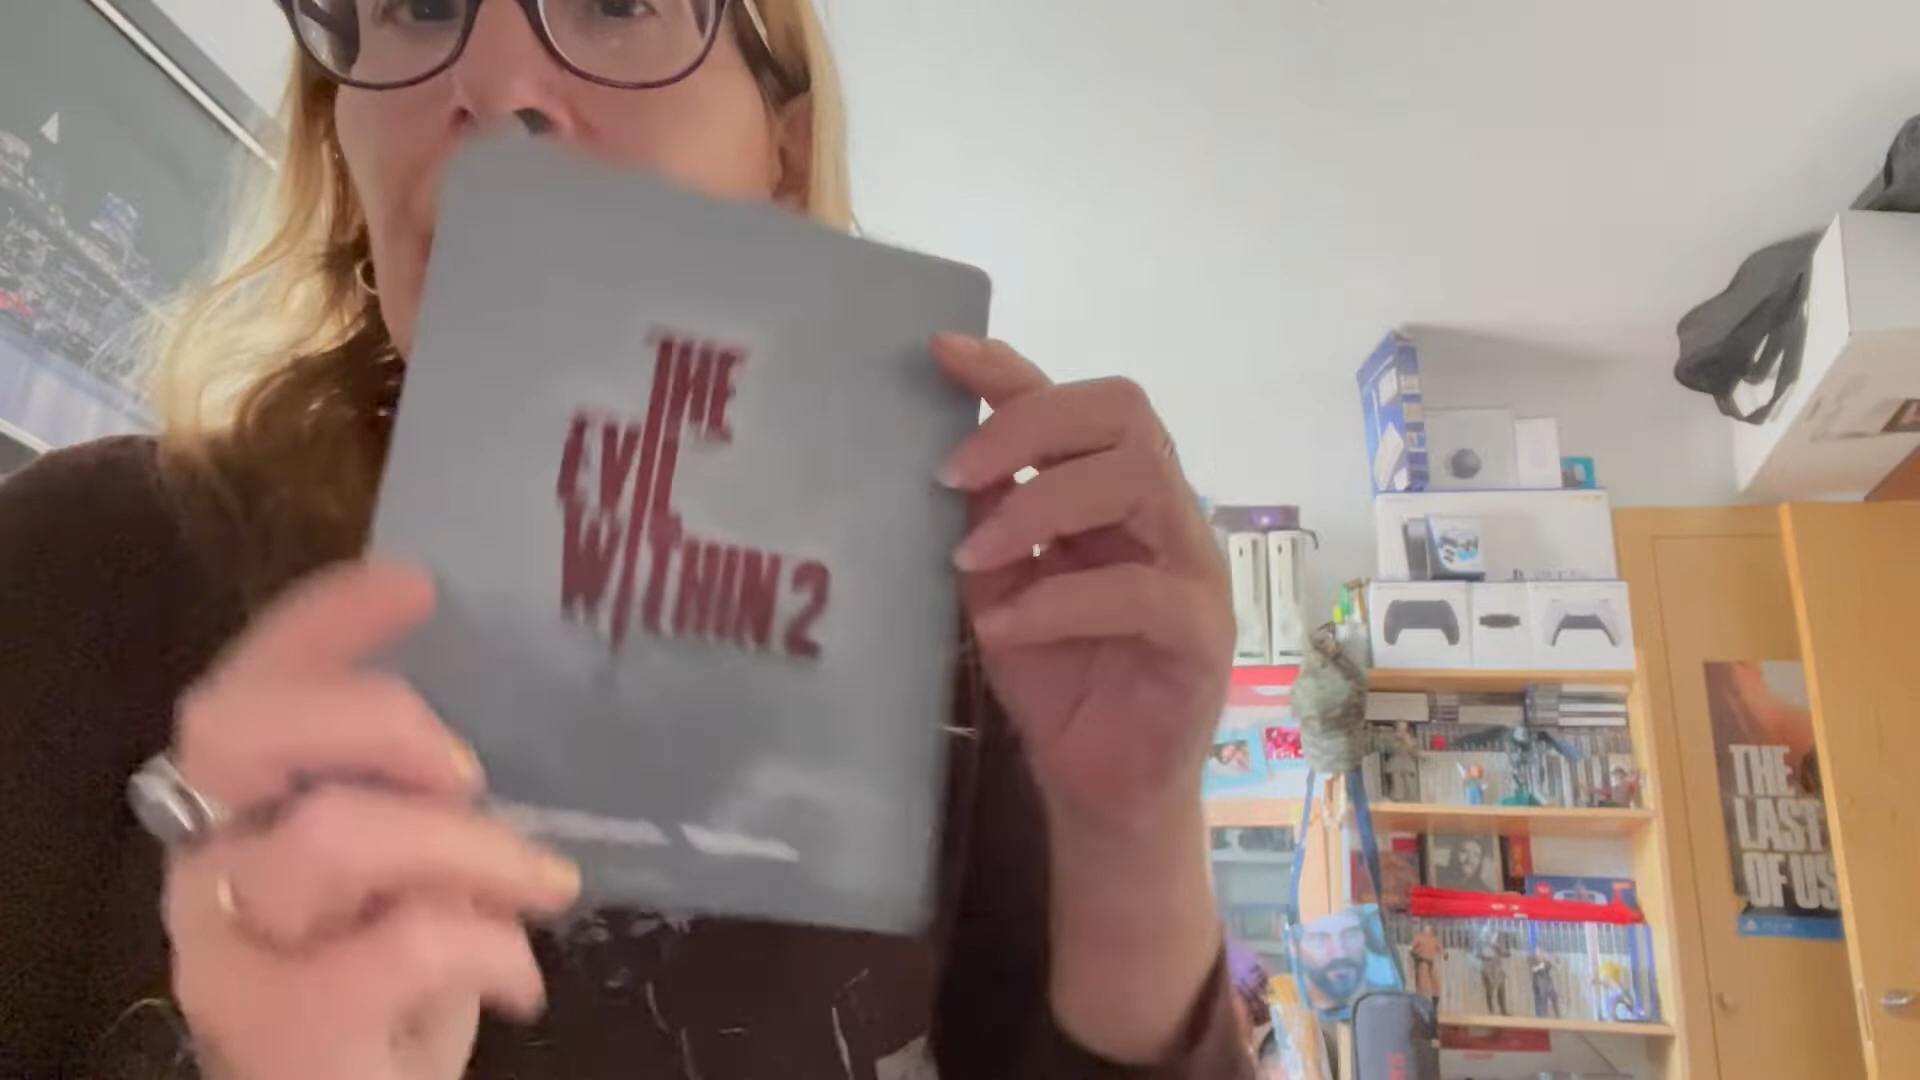 THE
EVIL
WITHIN 2
THE
LAST
OF US